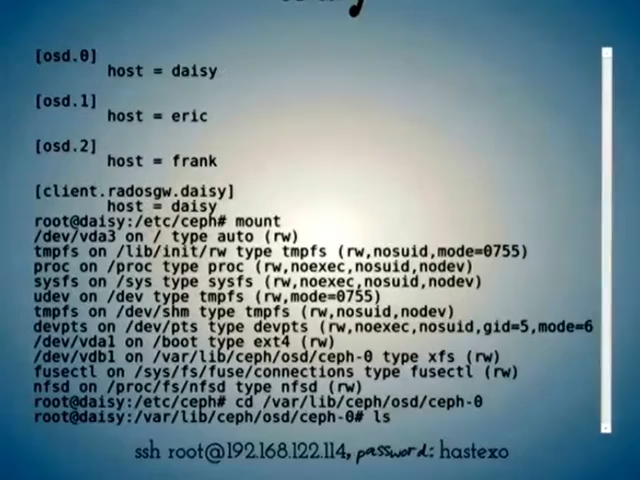 [osd.0]
host = daisy
[osd.1]
host = eric
[osd.2]
host = frank
[client.radosgw.daisy]
host = daisy
root@daisy:/etc/ceph# mount
/dev/vda3 on / type auto (rw)
tmpfs on /lib/init/rw type tmpfs (rw,nosuid,mode=0755)
proc on /proc type proc (rw,noexec,nosuid,nodev)
sysfs on /sys type sysfs (rw,noexec,nosuid,nodev)
udev on /dev type tmpfs (rw,mode=0755)
tmpfs on /dev/shm type tmpfs (rw,nosuid,nodev)
devpts on /dev/pts type devpts (rw,noexec,nosuid,gid=5,mode=6
/dev/vda1 on /boot type ext4 (rw)
/dev/vdb1 on /var/lib/ceph/osd/ceph-0 type xfs (rw)
fusectl on /sys/fs/fuse/connections type fusectl (rw)
nfsd on /proc/fs/nfsd type nfsd (rw)
root@daisy:/etc/ceph# cd /var/lib/ceph/osd/ceph-0
root@daisy:/var/lib/ceph/osd/ceph-0# ls
ssh root@192.168.122.114, password: hastexo